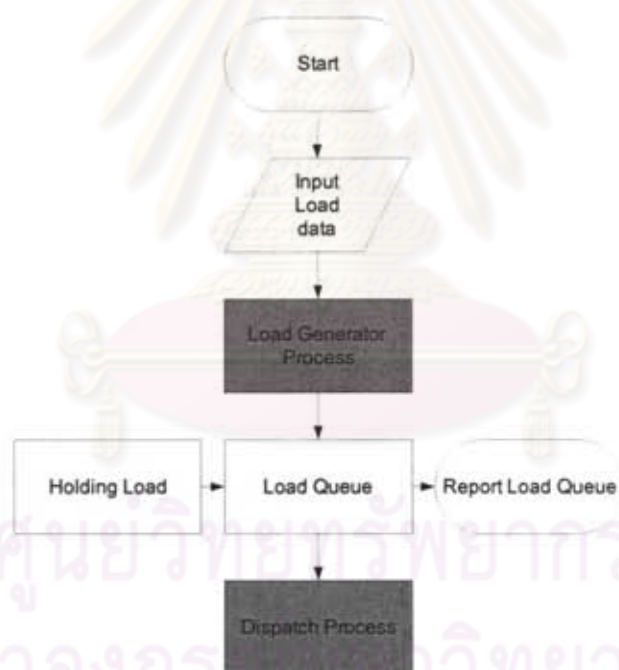 Start
Input
Load
data
Load Generator
Process
Holding Load
Load Queue
Report Load Queue
Dispatch Process
ศูนย์วิทยทรัพยากร